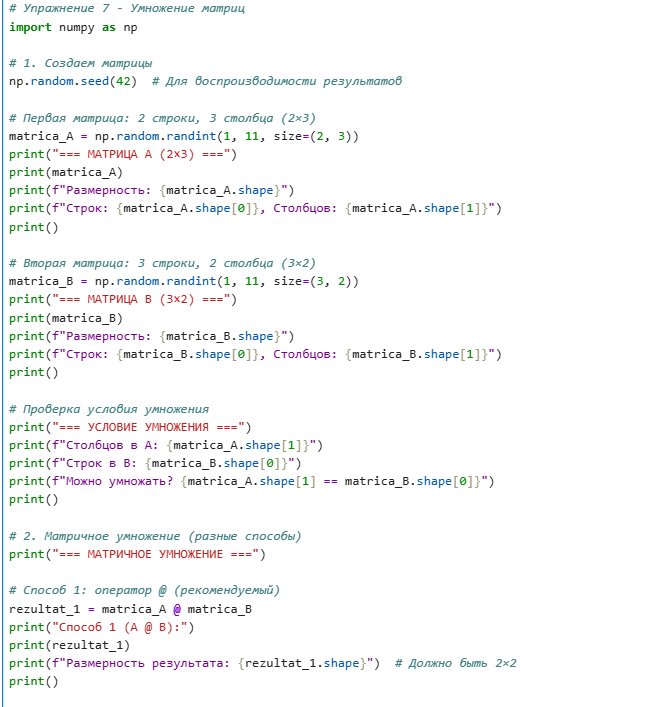 # Упражнение 7 - Умножение матриц
import numpy as np
# 1. Создаем матрицы
np.random.seed(42)  # Для воспроизводимости результатов
# Первая матрица: 2 строки, 3 столбца (2×3)
matrica_A = np.random.randint(1, 11, size=(2, 3))
print("=== МАТРИЦА A (2×3) ===")
print(matrica_A)
print(f"Размерность: {matrica_A.shape}")
print(f"Строк: {matrica_A.shape[0]}, Столбцов: {matrica_A.shape[1]}")
print()
# Вторая матрица: 3 строки, 2 столбца (3×2)
matrica_B = np.random.randint(1, 11, size=(3, 2))
print("=== МАТРИЦА B (3×2) ===")
print(matrica_B)
print(f"Размерность: {matrica_B.shape}")
print(f"Строк: {matrica_B.shape[0]}, Столбцов: {matrica_B.shape[1]}")
print()
# Проверка условия умножения
print("=== УСЛОВИЕ УМНОЖЕНИЯ ===")
print(f"Столбцов в A: {matrica_A.shape[1]}")
print(f"Строк в B: {matrica_B.shape[0]}")
print(f"Можно умножать? {matrica_A.shape[1] == matrica_B.shape[0]}")
print()
# 2. Матричное умножение (разные способы)
print("=== МАТРИЧНОЕ УМНОЖЕНИЕ ===")
# Способ 1: оператор @ (рекомендуемый)
rezultat_1 = matrica_A @ matrica_B
print("Способ 1 (A @ B):")
print(rezultat_1)
print(f"Размерность результата: {rezultat_1.shape}")  # Должно быть 2×2
print()